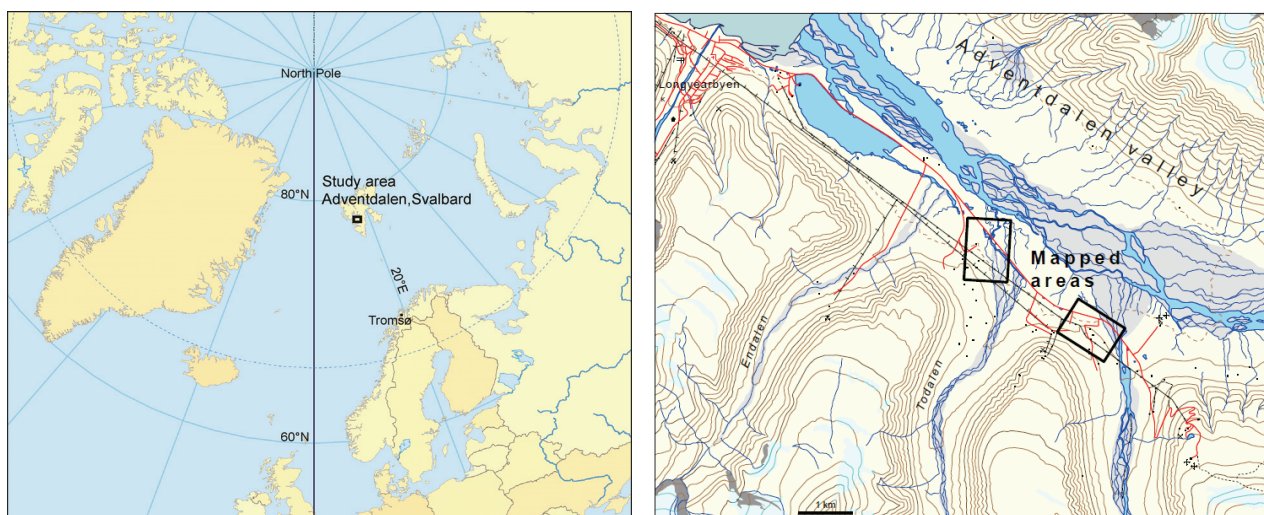 North Pole
80°N
Study area
Adventdalen,Svalbard
20°E
Tromsø
60°N
Longyearbyen
Adventdalen valley
Mapped
areas
Endalen
Todalen
1 km